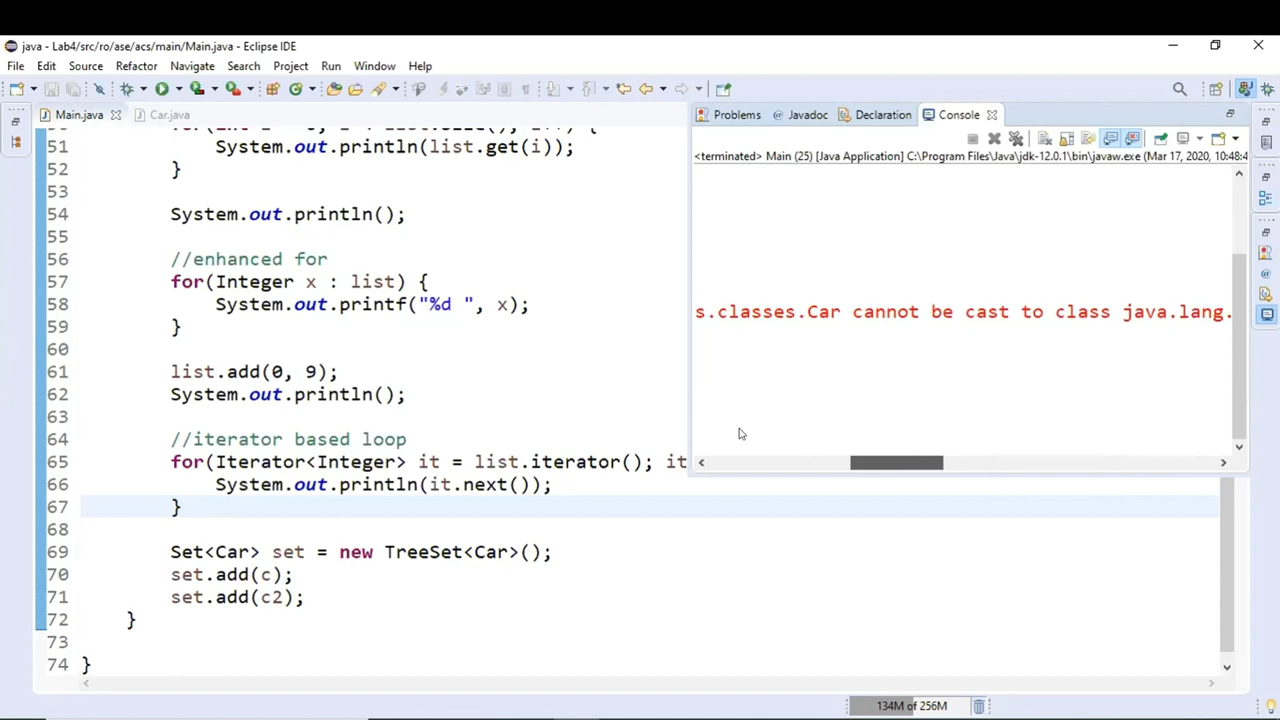 java - Lab4/src/ro/ase/acs/main/Main.java - Eclipse IDE
File Edit Source Refactor Navigate Search Project Run Window Help
Main.java Car.java
51 System.out.println(list.get(i));
52 }
53
54 System.out.println();
55
56 //enhanced for
57 for(Integer x : list) {
58 System.out.printf("%d ", x);
59 }
60
61 list.add(0, 9);
62 System.out.println();
63
64 //iterator based loop
65 for(Iterator<Integer> it = list.iterator(); it
66 System.out.println(it.next());
67 }
68
69 Set<Car> set = new TreeSet<Car>();
70 set.add(c);
71 set.add(c2);
72 }
73
74 }
Problems @ Javadoc Declaration Console
<terminated> Main (25) [Java Application] C:\Program Files\Java\jdk-12.0.1\bin\javaw.exe (Mar 17, 2020, 10:48:4
s.classes.Car cannot be cast to class java.lang.
134M of 256M